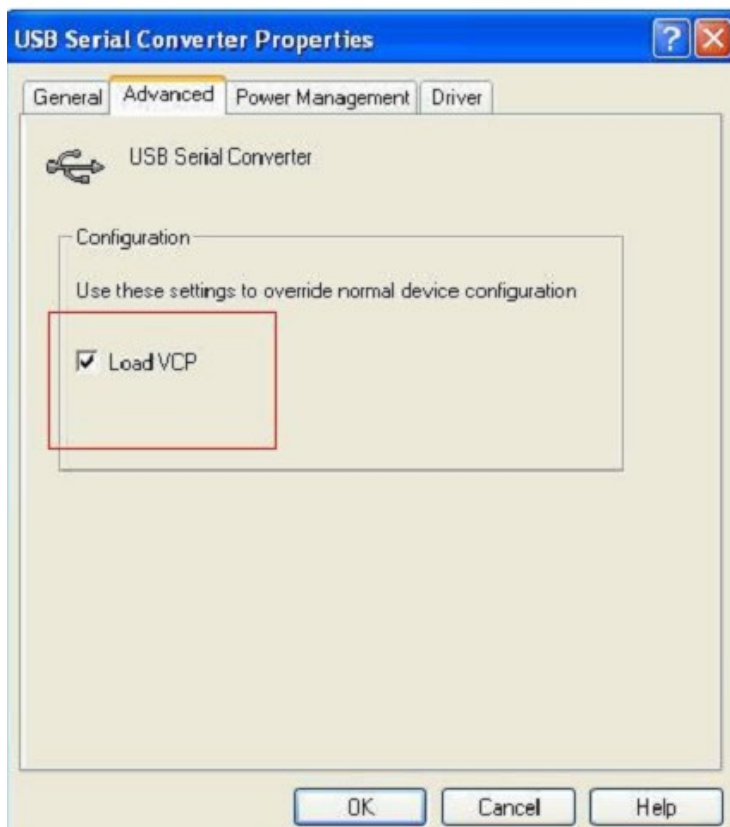 USB Serial Converter Properties
General Advanced Power Management Driver
USB Serial Converter
Configuration
Use these settings to override normal device configuration
Load VCP
OK Cancel Help